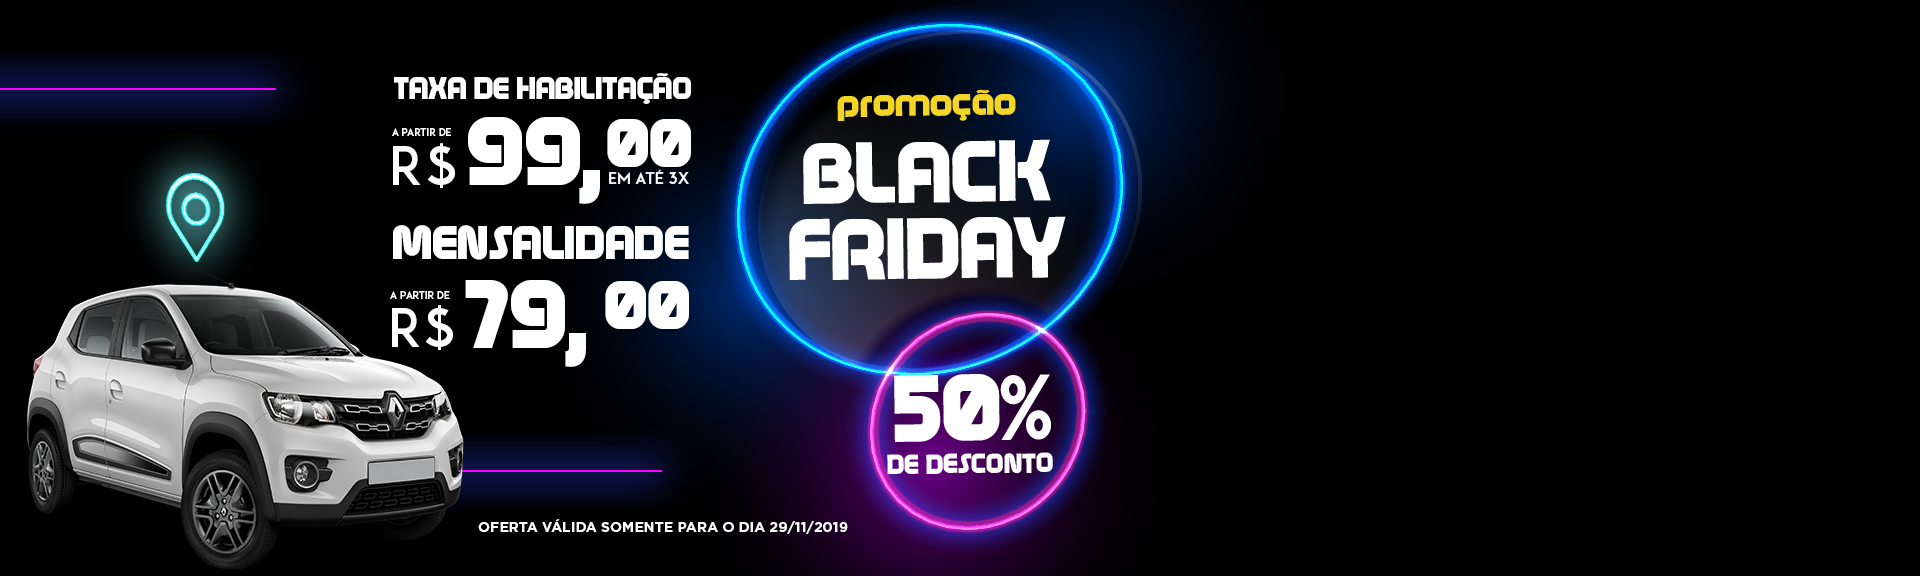 TAXA DE HABILITAÇÃO
A PARTIR DE
R$ 99,00
EM ATÉ 3X
MENSALIDADE
A PARTIR DE
R$ 79,00
promoção
BLACK
FRIDAY
50%
DE DESCONTO
OFERTA VÁLIDA SOMENTE PARA O DIA 29/11/2019